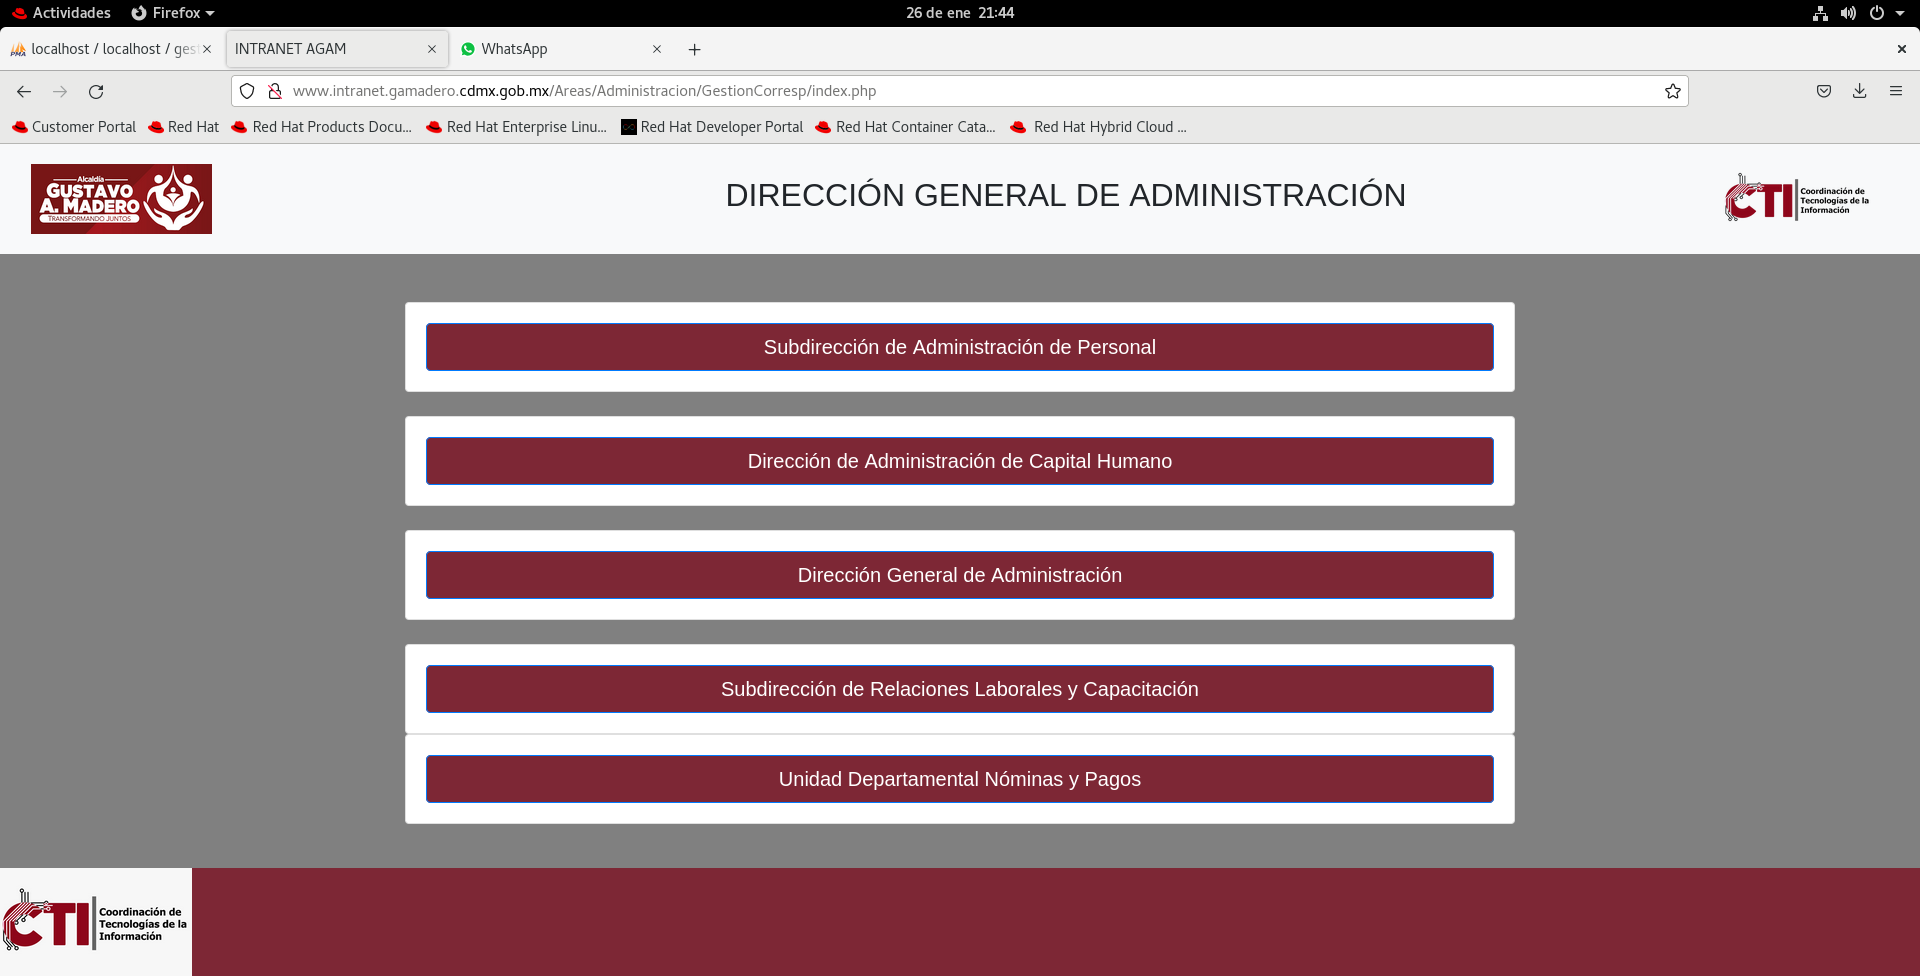 Actividades Firefox 26 de ene 21:44
localhost / localhost / ges INTRANET AGAM WhatsApp
www.intranet.gamadero.cdmx.gob.mx/Areas/Administracion/GestionCorresp/index.php
Customer Portal Red Hat Red Hat Products Docu... Red Hat Enterprise Linu... Red Hat Developer Portal Red Hat Container Cata... Red Hat Hybrid Cloud ...
Alcaldía
GUSTAVO
A. MADERO
TRANSFORMANDO JUNTOS
DIRECCIÓN GENERAL DE ADMINISTRACIÓN
CTI
Coordinación de
Tecnologías de la
Información
Subdirección de Administración de Personal
Dirección de Administración de Capital Humano
Dirección General de Administración
Subdirección de Relaciones Laborales y Capacitación
Unidad Departamental Nóminas y Pagos
CTI
Coordinación de
Tecnologías de la
Información